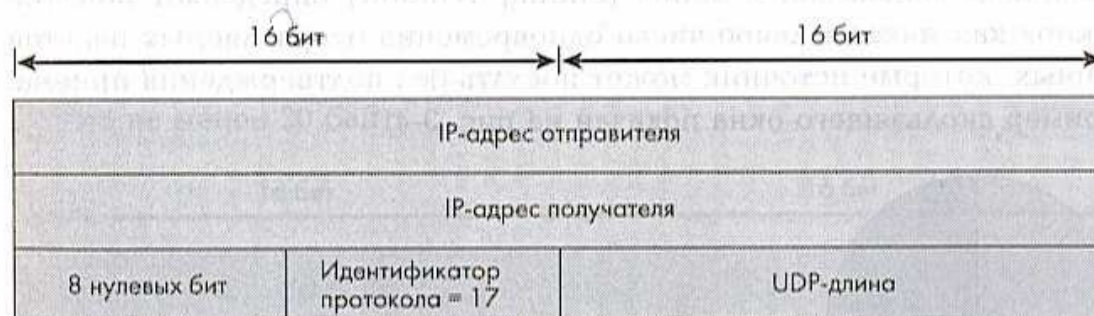 16 бит
16 бит
IP-адрес отправителя
IP-адрес получателя
8 нулевых бит
Идентификатор
протокола = 17
UDP-длина